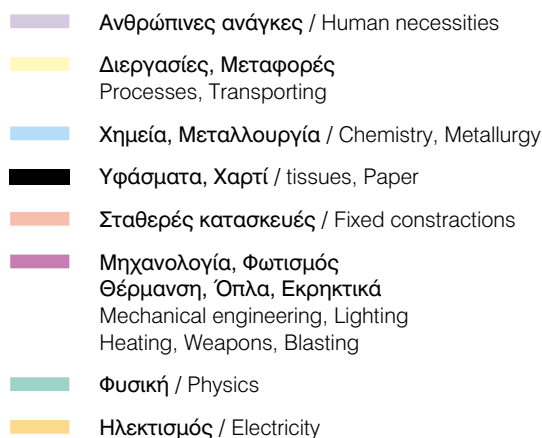 Ανθρώπινες ανάγκες / Human necessities
Διεργασίες, Μεταφορές
Processes, Transporting
Χημεία, Μεταλλουργία / Chemistry, Metallurgy
Υφάσματα, Χαρτί / tissues, Paper
Σταθερές κατασκευές / Fixed constractions
Μηχανολογία, Φωτισμός
Θέρμανση, Όπλα, Εκρηκτικά
Mechanical engineering, Lighting
Heating, Weapons, Blasting
Φυσική / Physics
Ηλεκτισμός / Electricity